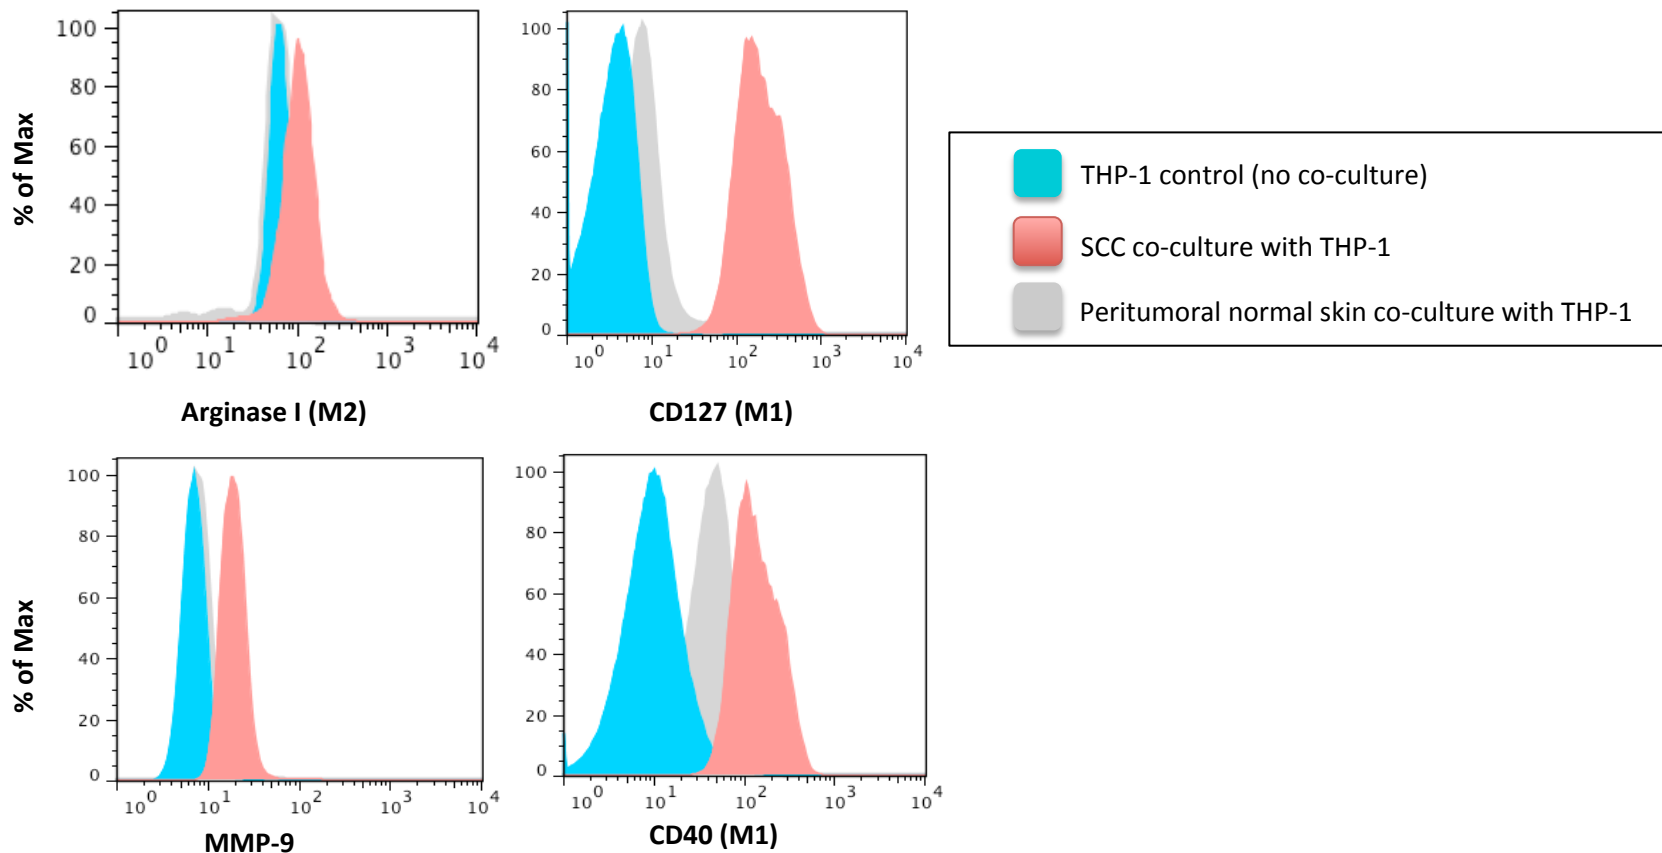 % of Max
100
80
60
40
20
0
10^0 10^1 10^2 10^3 10^4
Arginase I (M2)
100
80
60
40
20
0
10^0 10^1 10^2 10^3 10^4
CD127 (M1)
THP-1 control (no co-culture)
SCC co-culture with THP-1
Peritumoral normal skin co-culture with THP-1
% of Max
100
80
60
40
20
0
10^0 10^1 10^2 10^3 10^4
MMP-9
100
80
60
40
20
0
10^0 10^1 10^2 10^3 10^4
CD40 (M1)